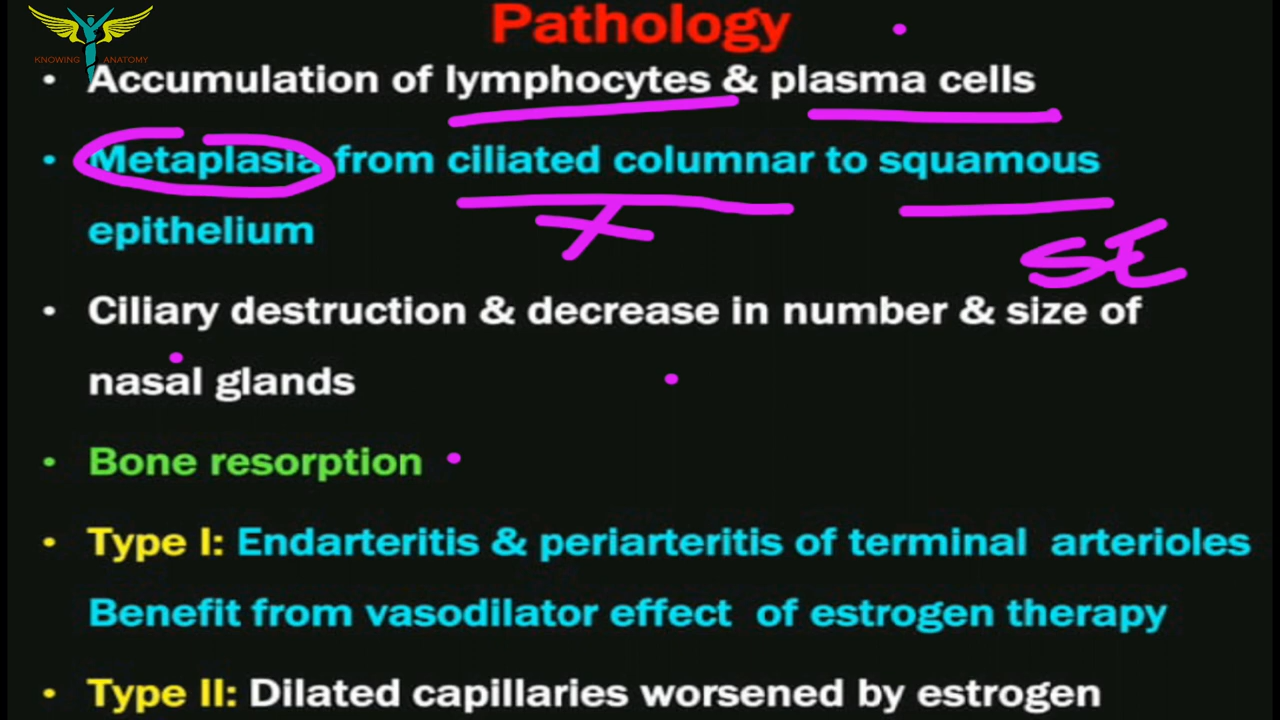 Pathology
KNOWING ANATOMY
• Accumulation of lymphocytes & plasma cells
• Metaplasia from ciliated columnar to squamous
epithelium
SE
• Ciliary destruction & decrease in number & size of
nasal glands
• Bone resorption
• Type I: Endarteritis & periarteritis of terminal arterioles
Benefit from vasodilator effect of estrogen therapy
• Type II: Dilated capillaries worsened by estrogen